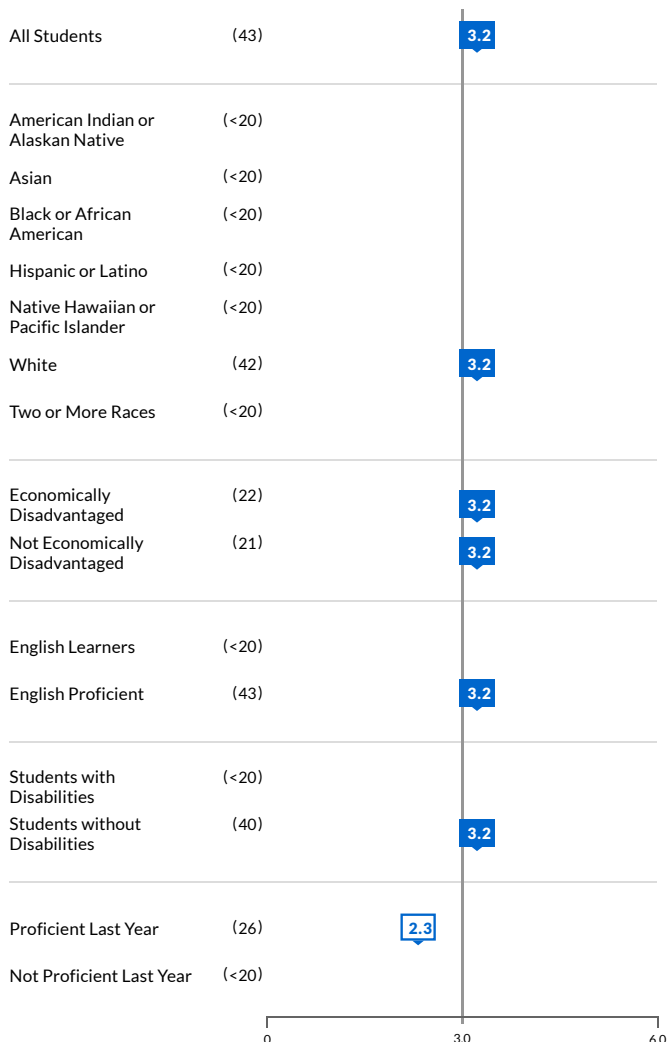 All Students (43) 3.2
American Indian or
Alaskan Native (<20)
Asian (<20)
Black or African
American (<20)
Hispanic or Latino (<20)
Native Hawaiian or
Pacific Islander (<20)
White (42) 3.2
Two or More Races (<20)
Economically
Disadvantaged (22) 3.2
Not Economically
Disadvantaged (21) 3.2
English Learners (<20)
English Proficient (43) 3.2
Students with
Disabilities (<20)
Students without
Disabilities (40) 3.2
Proficient Last Year (26) 2.3
Not Proficient Last Year (<20)
0 3.0 6.0